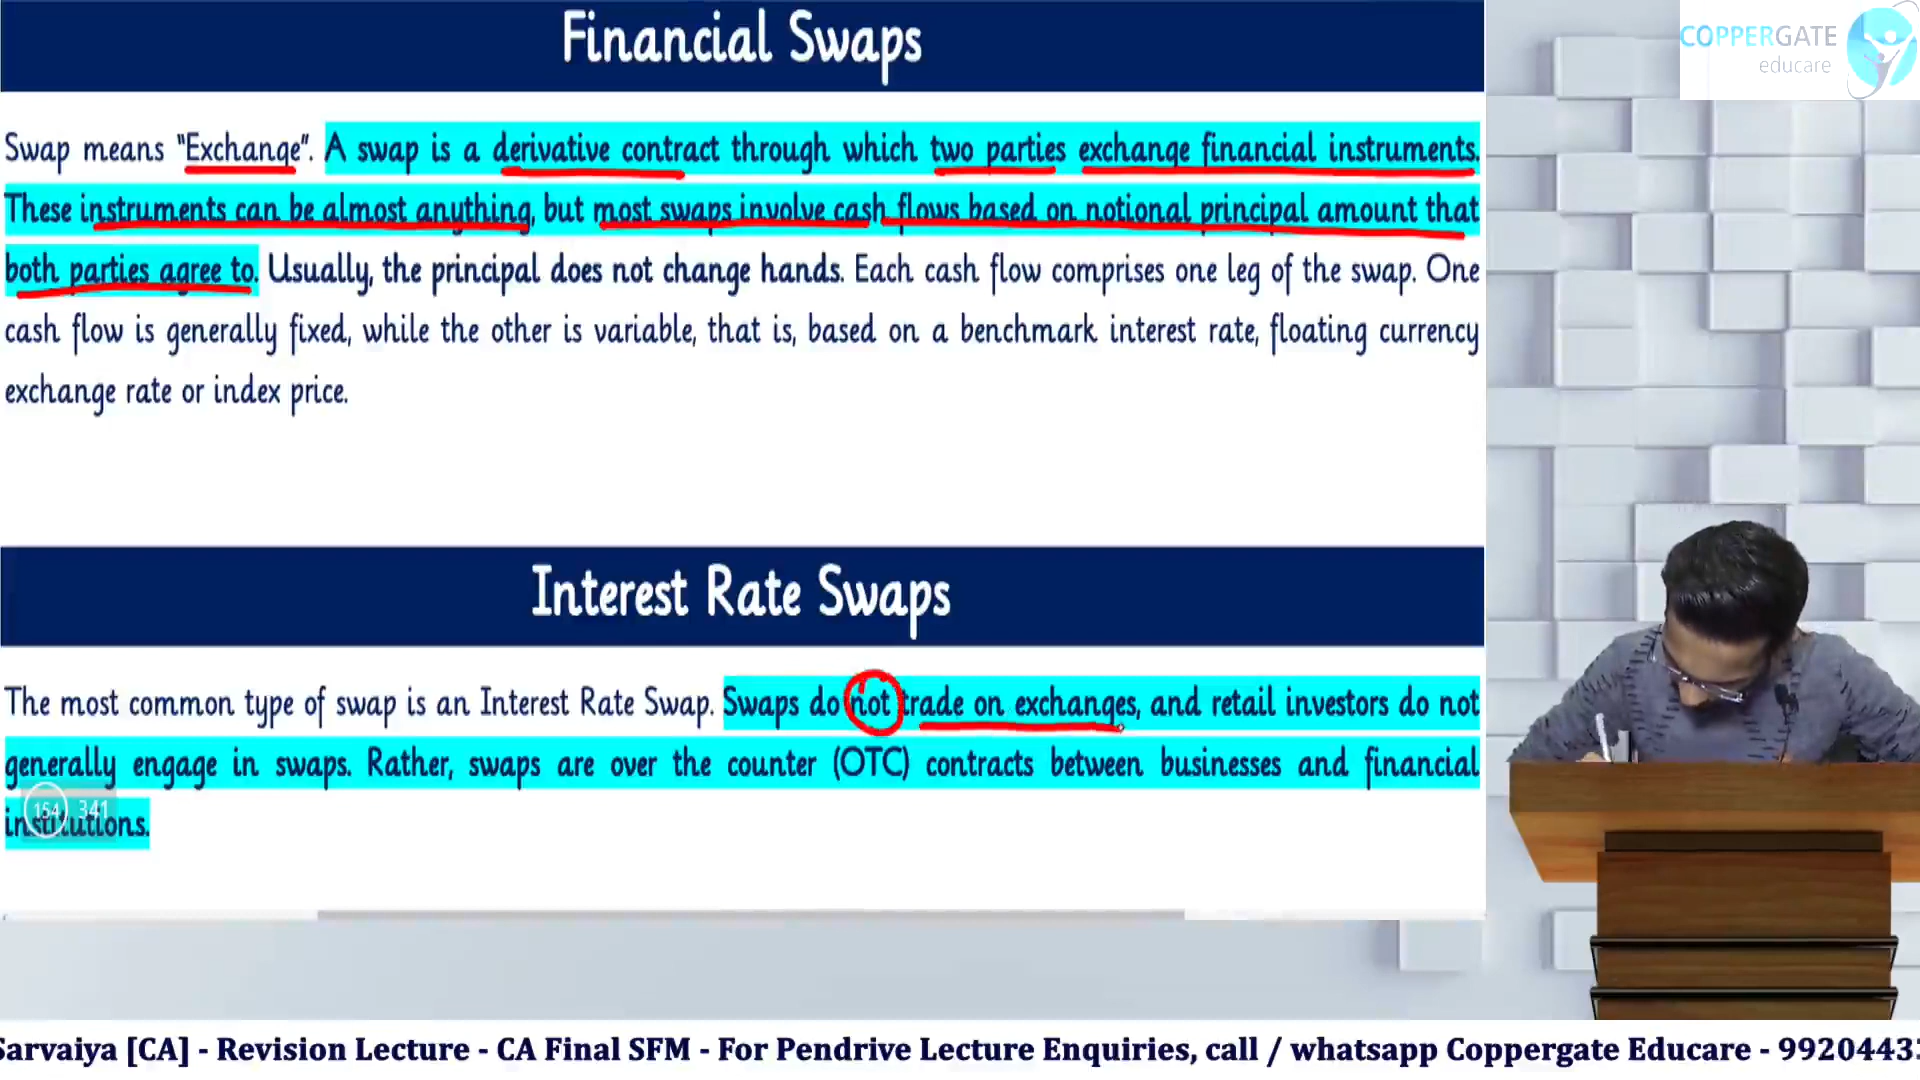 Financial Swaps
COPPERGATE
educare
Swap means "Exchange". A swap is a derivative contract through which two parties exchange financial instruments.
These instruments can be almost anything, but most swaps involve cash flows based on notional principal amount that
both parties agree to. Usually, the principal does not change hands. Each cash flow comprises one leg of the swap. One
cash flow is generally fixed, while the other is variable, that is, based on a benchmark interest rate, floating currency
exchange rate or index price.
Interest Rate Swaps
The most common type of swap is an Interest Rate Swap. Swaps do not trade on exchanges, and retail investors do not
generally engage in swaps. Rather, swaps are over the counter (OTC) contracts between businesses and financial
154 341
institutions.
Sarvaiya [CA] - Revision Lecture - CA Final SFM - For Pendrive Lecture Enquiries, call / whatsapp Coppergate Educare - 9920443